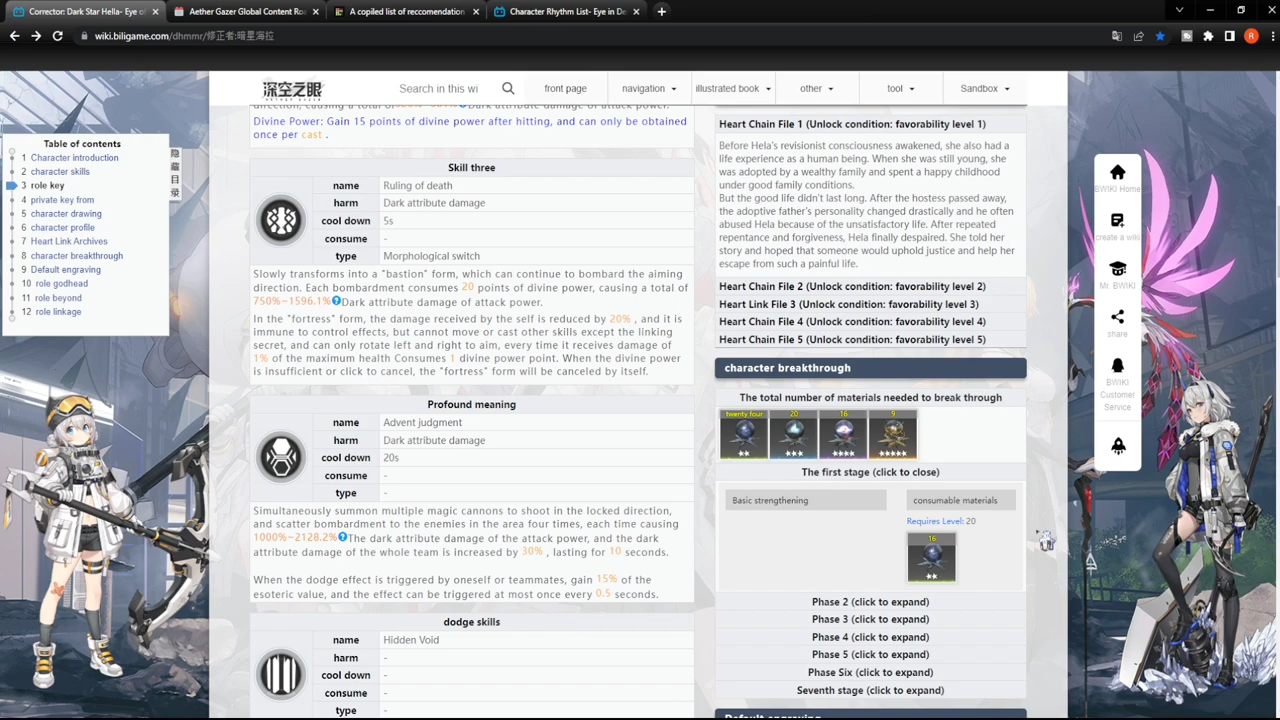 Corrector: Dark Star Hella- Eye of
Aether Gazer Global Content Ro
A copiled list of reccomendation
Character Rhythm List- Eye in De
wiki.biligame.com/dhmmr/修正者:暗星海拉
深空之眼
Search in this wi
front page
navigation
illustrated book
other
tool
Sandbox
Table of contents
1 Character introduction
2 character skills
3 role key
4 private key from
5 character drawing
6 character profile
7 Heart Link Archives
8 character breakthrough
9 Default engraving
10 role godhead
11 role beyond
12 role linkage
隐藏目录
Dark attribute damage of attack power.
Divine Power: Gain 15 points of divine power after hitting, and can only be obtained
once per cast .
Skill three
name Ruling of death
harm Dark attribute damage
cool down 5s
consume -
type Morphological switch
Slowly transforms into a "bastion" form, which can continue to bombard the aiming
direction. Each bombardment consumes 20 points of divine power, causing a total of
750%~1596.1% Dark attribute damage of attack power.
In the "fortress" form, the damage received by the self is reduced by 20% , and it is
immune to control effects, but cannot move or cast other skills except the linking
secret, and can only rotate left and right to aim, every time it receives damage of
1% of the maximum health Consumes 1 divine power point. When the divine power
is insufficient or click to cancel, the "fortress" form will be canceled by itself.
Profound meaning
name Advent judgment
harm Dark attribute damage
cool down 20s
consume -
type -
Simultaneously summon multiple magic cannons to shoot in the locked direction,
and scatter bombardment to the enemies in the area four times, each time causing
1000%~2128.2% The dark attribute damage of the attack power, and the dark
attribute damage of the whole team is increased by 30% , lasting for 10 seconds.
When the dodge effect is triggered by oneself or teammates, gain 15% of the
esoteric value, and the effect can be triggered at most once every 0.5 seconds.
dodge skills
name Hidden Void
harm -
cool down -
consume -
type -
Heart Chain File 1 (Unlock condition: favorability level 1)
Before Hela's revisionist consciousness awakened, she also had a
life experience as a human being. When she was still young, she
was adopted by a wealthy family and spent a happy childhood
under good family conditions.
But the good life didn't last long. After the hostess passed away,
the adoptive father's personality changed drastically and he often
abused Hela because of the unsatisfactory life. After repeated
repentance and forgiveness, Hela finally despaired. She told her
story and hoped that someone would uphold justice and help her
escape from such a painful life.
Heart Chain File 2 (Unlock condition: favorability level 2)
Heart Link File 3 (Unlock condition: favorability level 3)
Heart Chain File 4 (Unlock condition: favorability level 4)
Heart Chain File 5 (Unlock condition: favorability level 5)
character breakthrough
The total number of materials needed to break through
twenty four 20 16 9
The first stage (click to close)
Basic strengthening
consumable materials
Requires Level: 20
16
Phase 2 (click to expand)
Phase 3 (click to expand)
Phase 4 (click to expand)
Phase 5 (click to expand)
Phase Six (click to expand)
Seventh stage (click to expand)
Default engraving
BWIKI Home
create a wiki
Mr. BWIKI
share
BWIKI
Customer
Service
R